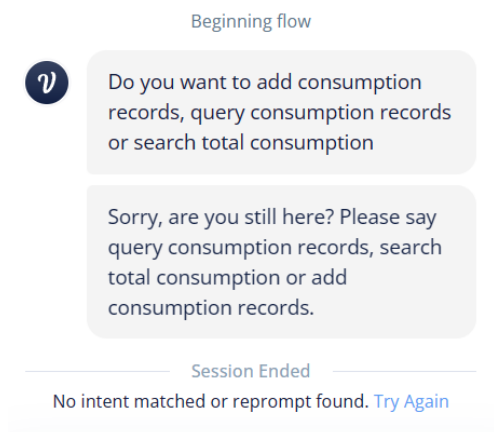 Beginning flow
Do you want to add consumption
records, query consumption records
or search total consumption
Sorry, are you still here? Please say
query consumption records, search
total consumption or add
consumption records.
Session Ended
No intent matched or reprompt found. Try Again